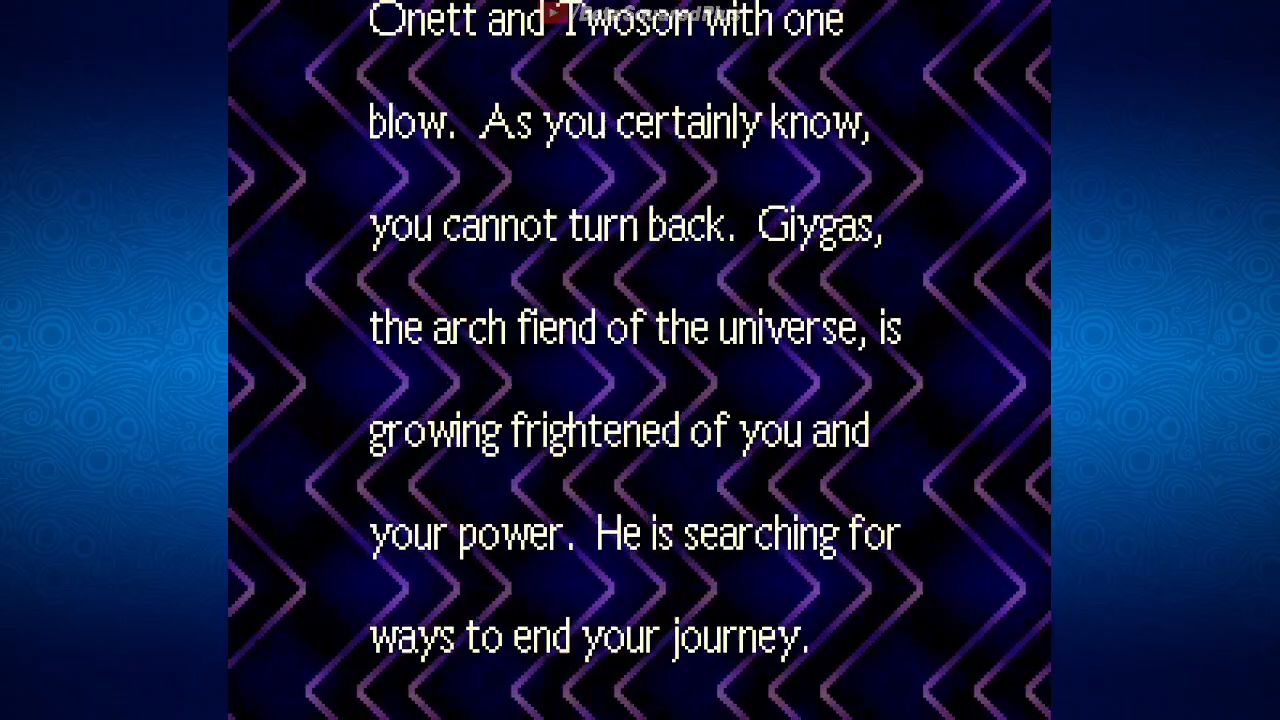 /BetaSquaredPlus
Onett and Twoson with one
blow.  As you certainly know,
you cannot turn back.  Giygas,
the arch fiend of the universe, is
growing frightened of you and
your power.  He is searching for
ways to end your journey.